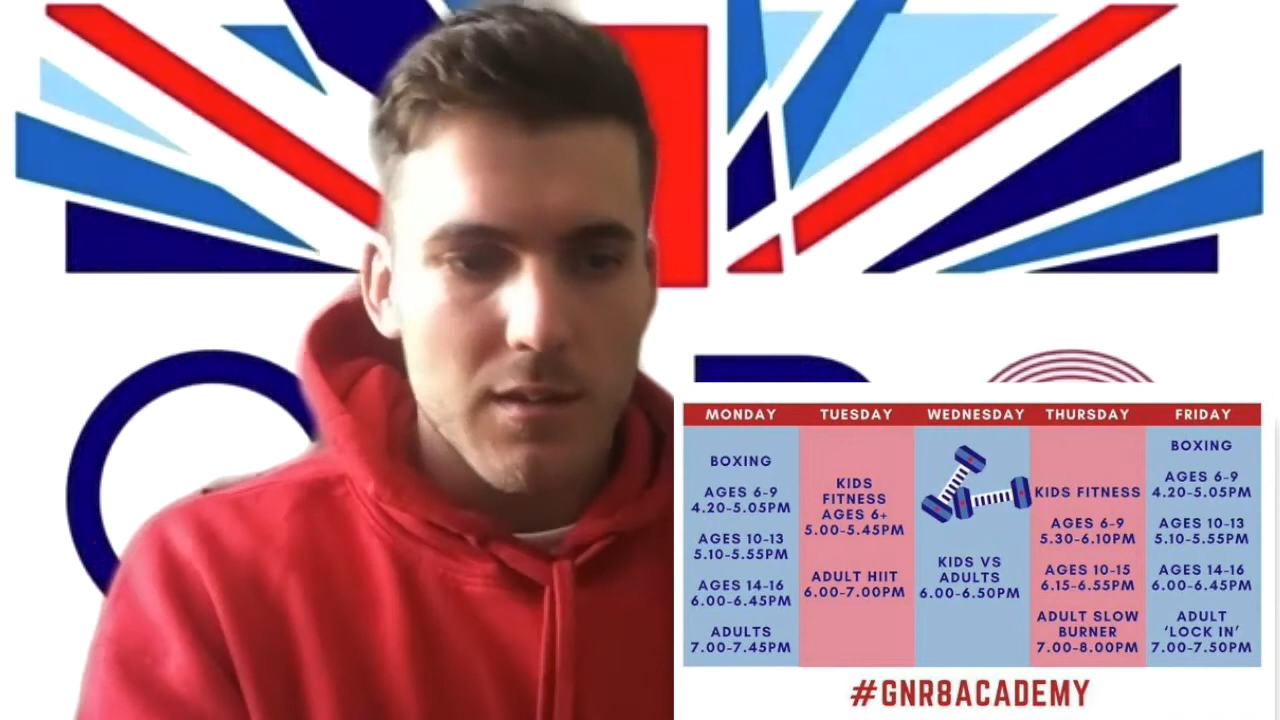 MONDAY
BOXING
AGES 6-9
4.20-5.05PM
AGES 10-13
5.10-5.55PM
AGES 14-16
6.00-6.45PM
ADULTS
7.00-7.45PM
TUESDAY
KIDS
FITNESS
AGES 6+
5.00-5.45PM
ADULT HIIT
6.00-7.00PM
WEDNESDAY
KIDS VS
ADULTS
6.00-6.50PM
THURSDAY
KIDS FITNESS
AGES 6-9
5.30-6.10PM
AGES 10-15
6.15-6.55PM
ADULT SLOW
BURNER
7.00-8.00PM
FRIDAY
BOXING
AGES 6-9
4.20-5.05PM
AGES 10-13
5.10-5.55PM
AGES 14-16
6.00-6.45PM
ADULT
‘LOCK IN’
7.00-7.50PM
#GNR8ACADEMY